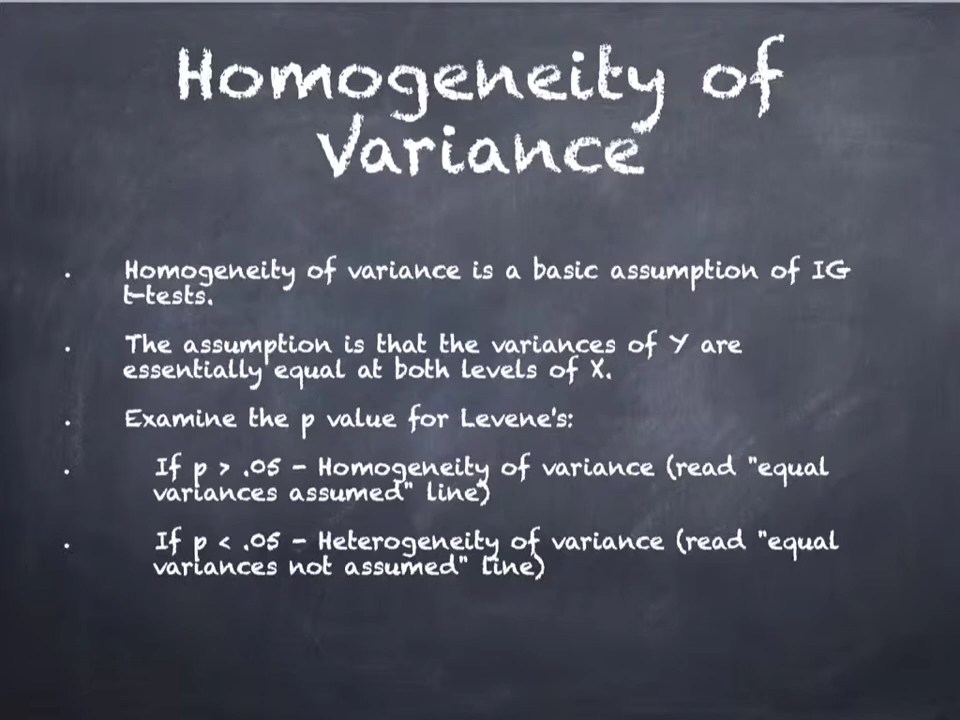 Homogeneity of
Variance
. Homogeneity of variance is a basic assumption of IG
t-tests.
. The assumption is that the variances of Y are
essentially equal at both levels of X.
. Examine the p value for Levene's:
. If p > .05 - Homogeneity of variance (read "equal
variances assumed" line)
. If p < .05 - Heterogeneity of variance (read "equal
variances not assumed" line)